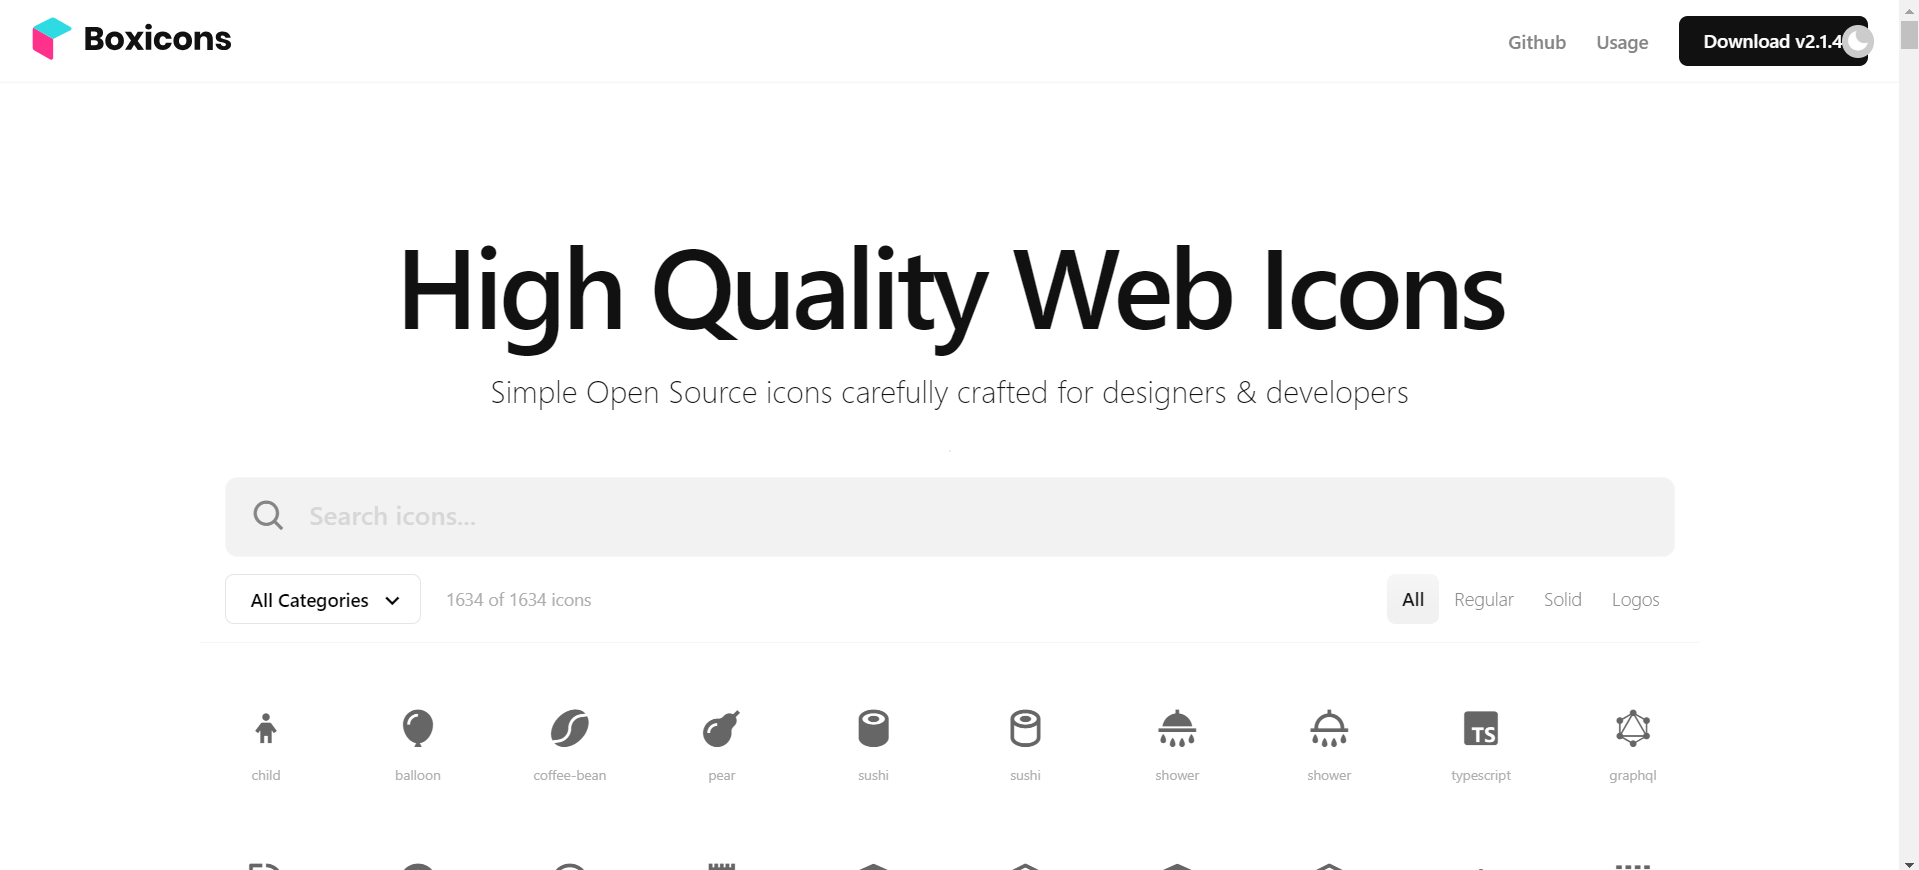 Boxicons
Github
Usage
Download v2.1.4
High Quality Web Icons
Simple Open Source icons carefully crafted for designers & developers
Search icons...
All Categories
1634 of 1634 icons
All
Regular
Solid
Logos
TS
child
balloon
coffee-bean
pear
sushi
sushi
shower
shower
typescript
graphql